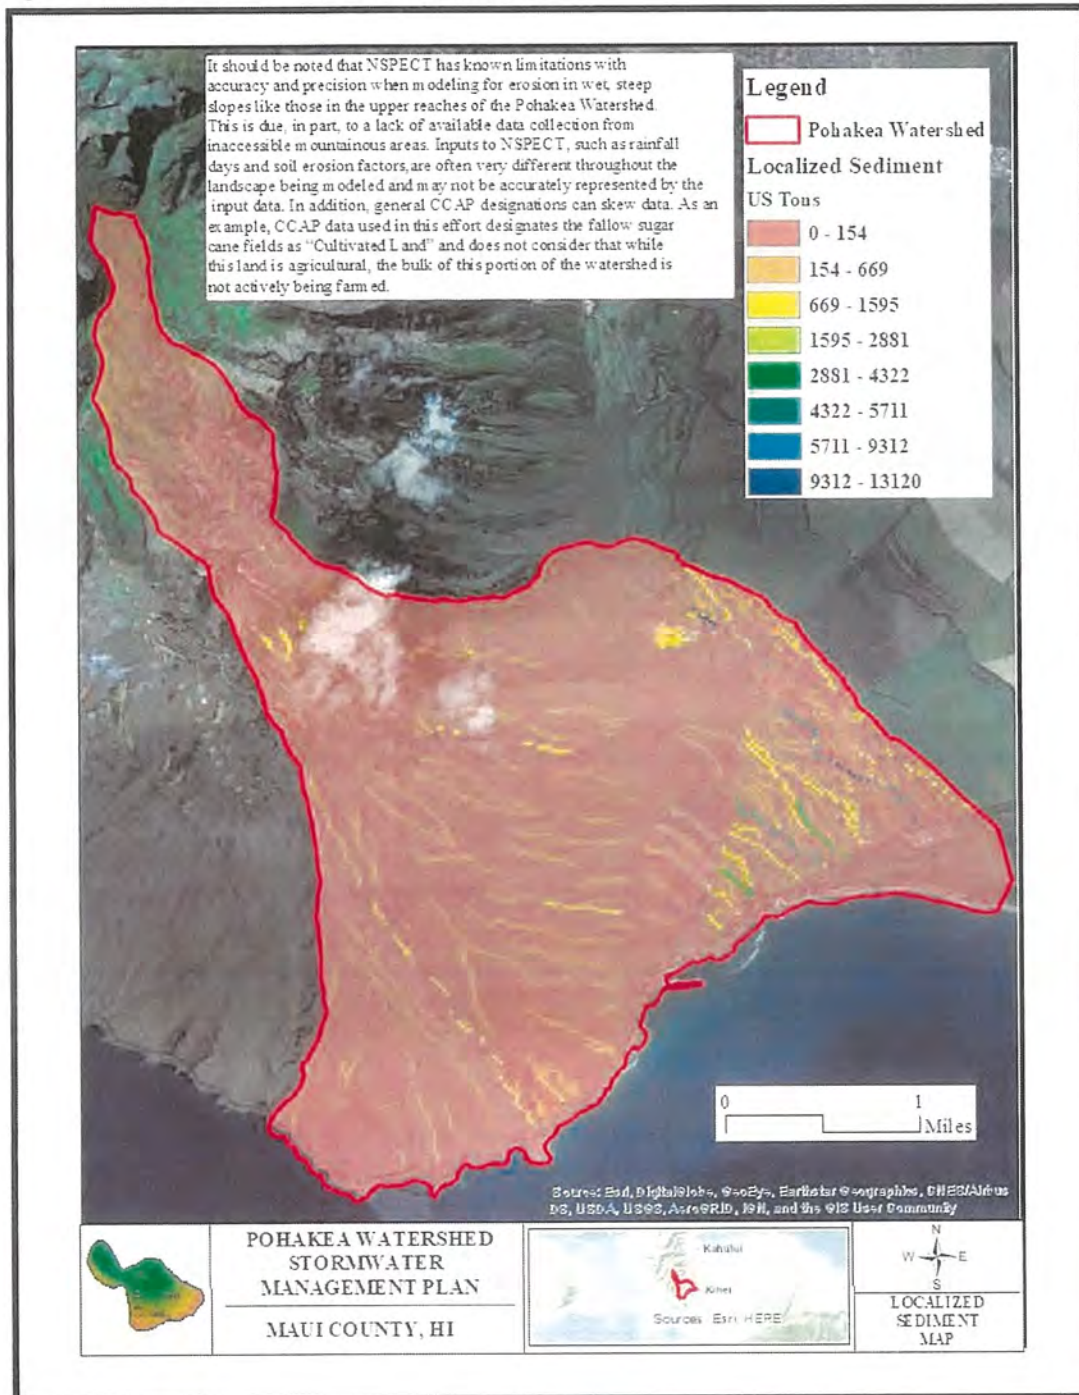 It should be noted that NSPECT has known limitations with
accuracy and precision when modeling for erosion in wet, steep
slopes like those in the upper reaches of the Pohakea Watershed.
This is due, in part, to a lack of available data collection from
inaccessible mountainous areas. Inputs to NSPECT, such as rainfall
days and soil erosion factors, are often very different throughout the
landscape being modeled and may not be accurately represented by the
input data. In addition, general CCAP designations can skew data. As an
example, CCAP data used in this effort designates the fallow sugar
cane fields as "Cultivated Land" and does not consider that while
this land is agricultural, the bulk of this portion of the watershed is
not actively being farmed.
Legend
Pohakea Watershed
Localized Sediment
US Tons
0 - 154
154 - 669
669 - 1595
1595 - 2881
2881 - 4322
4322 - 5711
5711 - 9312
9312 - 13120
0 1
Miles
Source: Esri, DigitalGlobe, GeoEye, Earthstar Geographics, CNES/Airbus
DS, USDA, USGS, AeroGRID, IGN, and the GIS User Community
POHAKEA WATERSHED
STORMWATER
MANAGEMENT PLAN
MAUI COUNTY, HI
Kahului
Kihei
Sources: Esri, HERE
N
W E
S
LOCALIZED
SEDIMENT
MAP